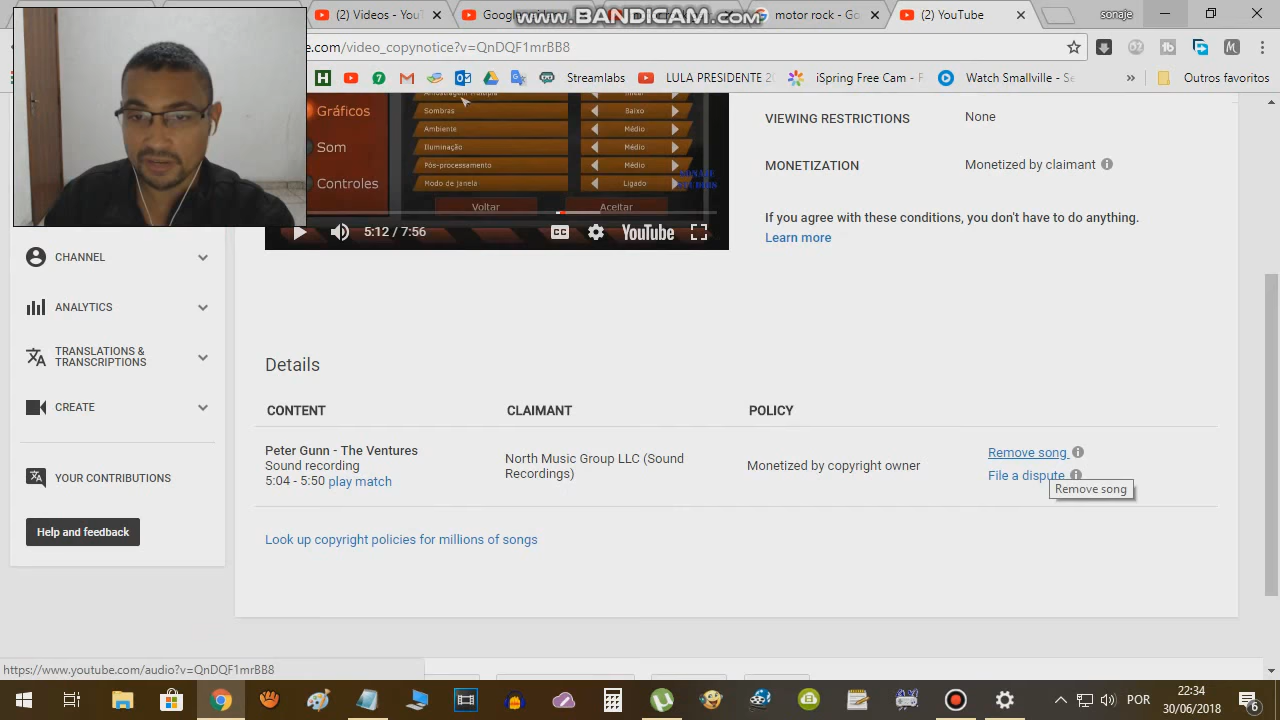 (2) Videos - YouT
Google
www.BANDICAM.com
motor rock - Go
(2) YouTube
sonaje
e.com/video_copynotice?v=QnDQF1mrBB8
Streamlabs
LULA PRESIDENTE 2
iSpring Free Cam - F
Watch Smallville - Se
»
Outros favoritos
Gráficos
Som
Controles
Sombras
Baixo
Ambiente
Médio
Iluminação
Médio
Pós-processamento
Médio
Modo de janela
Ligado
Voltar
Aceitar
5:12 / 7:56
CC
YouTube
VIEWING RESTRICTIONS
None
MONETIZATION
Monetized by claimant
If you agree with these conditions, you don't have to do anything.
Learn more
CHANNEL
ANALYTICS
TRANSLATIONS &
TRANSCRIPTIONS
CREATE
YOUR CONTRIBUTIONS
Help and feedback
Details
CONTENT
CLAIMANT
POLICY
Peter Gunn - The Ventures
Sound recording
5:04 - 5:50 play match
North Music Group LLC (Sound
Recordings)
Monetized by copyright owner
Remove song
File a dispute
Remove song
Look up copyright policies for millions of songs
https://www.youtube.com/audio?v=QnDQF1mrBB8
POR
22:34
30/06/2018
6